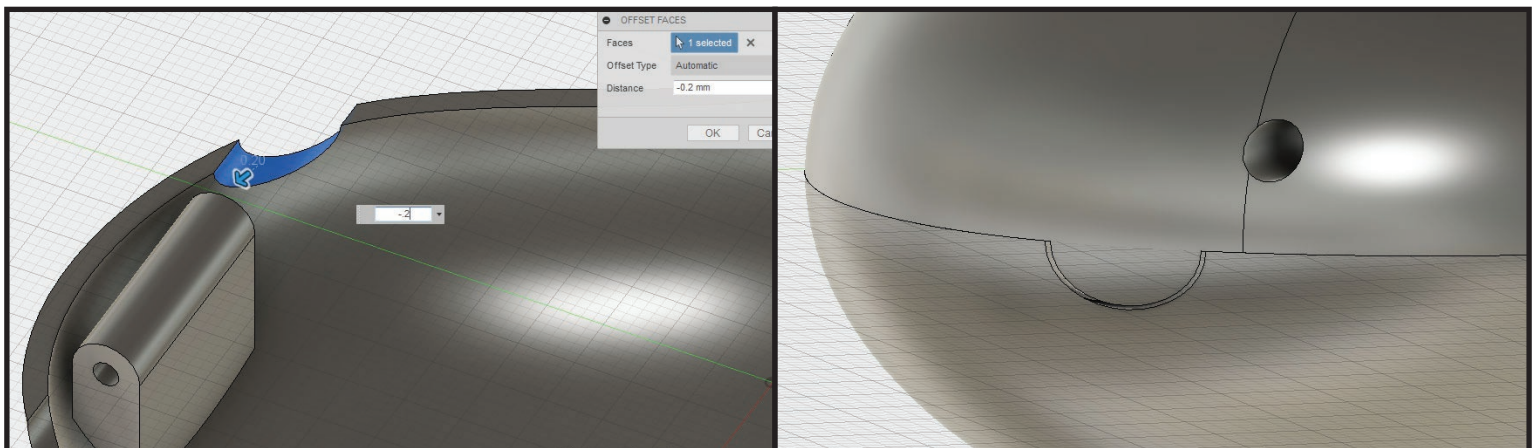 OFFSET FACES
Faces 1 selected
Offset Type Automatic
Distance -0.2 mm
OK
0.20
-.2